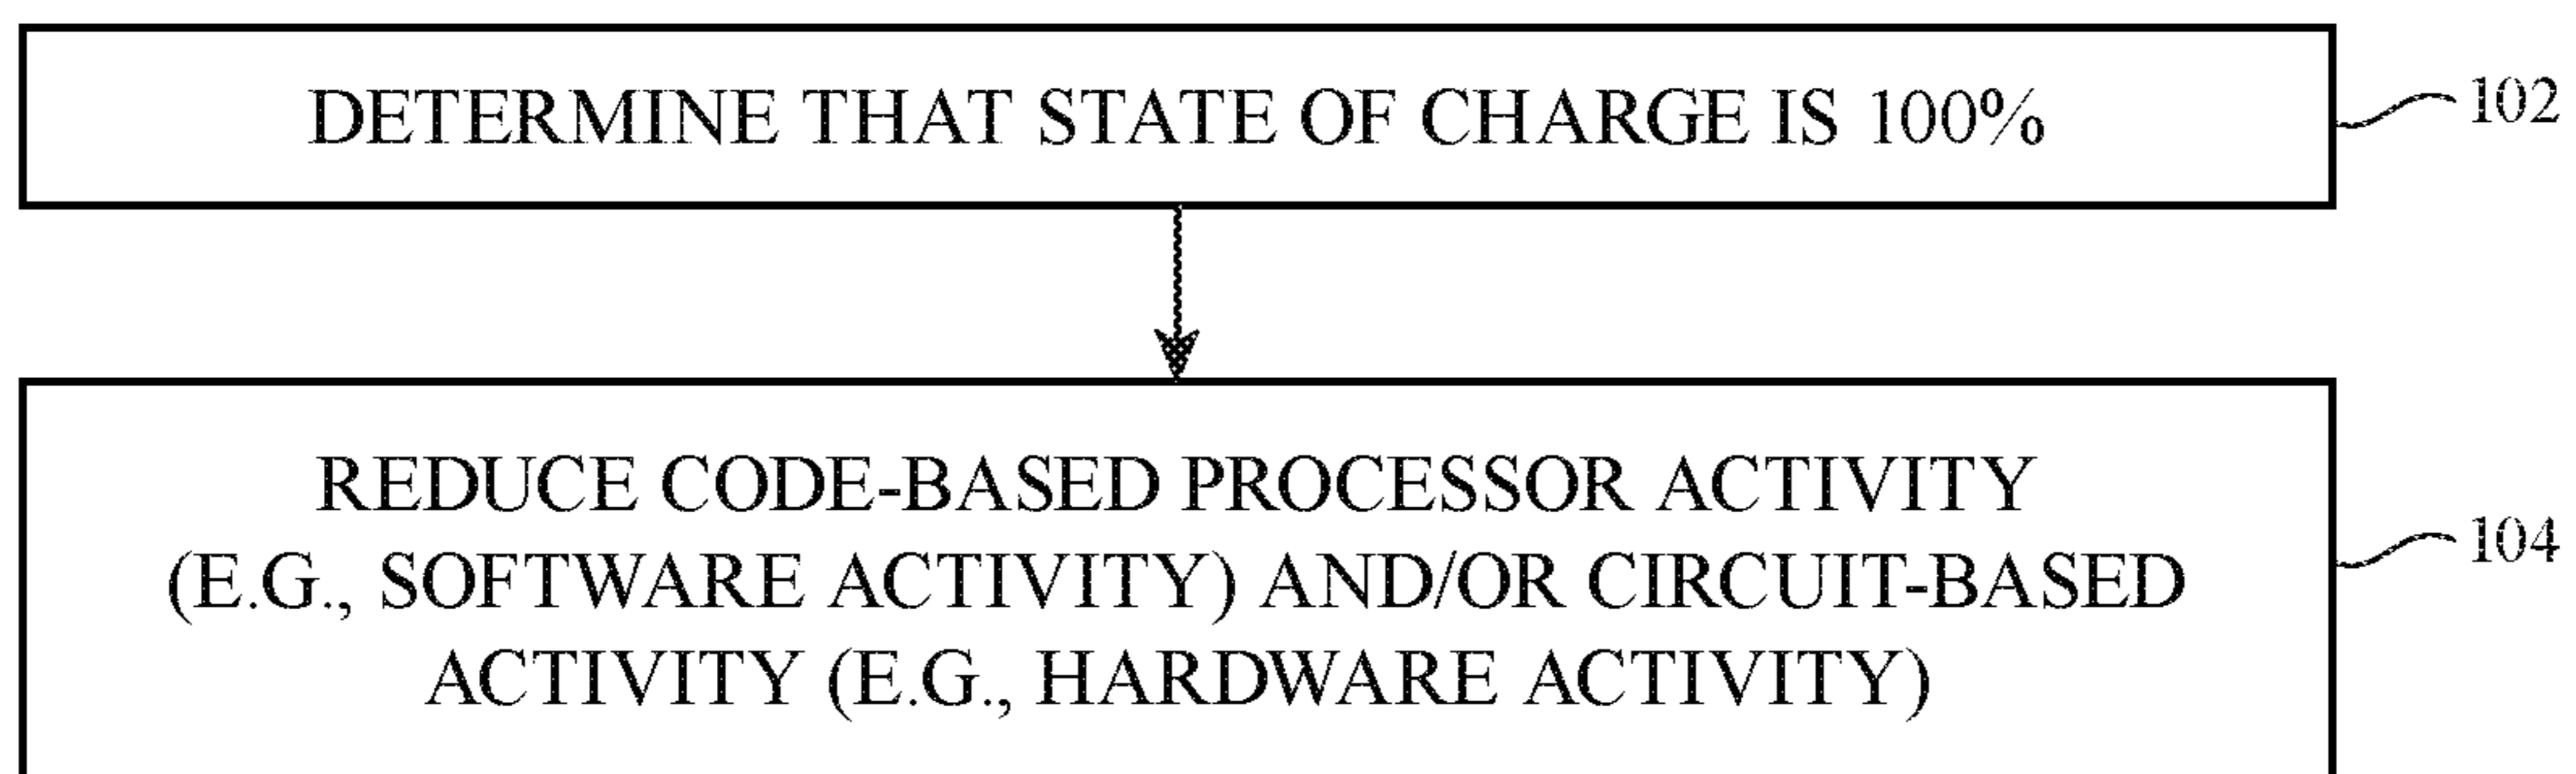 DETERMINE THAT STATE OF CHARGE IS 100%
102
REDUCE CODE-BASED PROCESSOR ACTIVITY
(E.G., SOFTWARE ACTIVITY) AND/OR CIRCUIT-BASED
ACTIVITY (E.G., HARDWARE ACTIVITY)
104